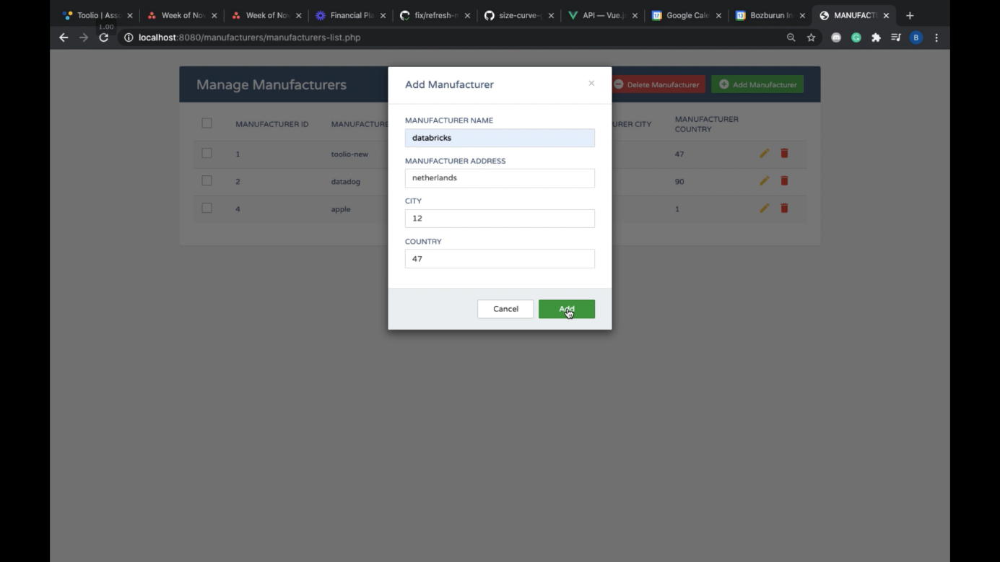 Toolio | Asso
Week of Nov
Week of Nov
Financial Pla
fix/refresh-n
size-curve-g
API — Vue.js
Google Cale
Bozburun In
MANUFACT
1.00
localhost:8080/manufacturers/manufacturers-list.php
B
Manage Manufacturers
Delete Manufacturer
Add Manufacturer
MANUFACTURER ID
MANUFACTURE
URER CITY
MANUFACTURER
COUNTRY
1
toolio-new
47
2
datadog
90
4
apple
1
Add Manufacturer
×
MANUFACTURER NAME
databricks
MANUFACTURER ADDRESS
netherlands
CITY
12
COUNTRY
47
Cancel
Add